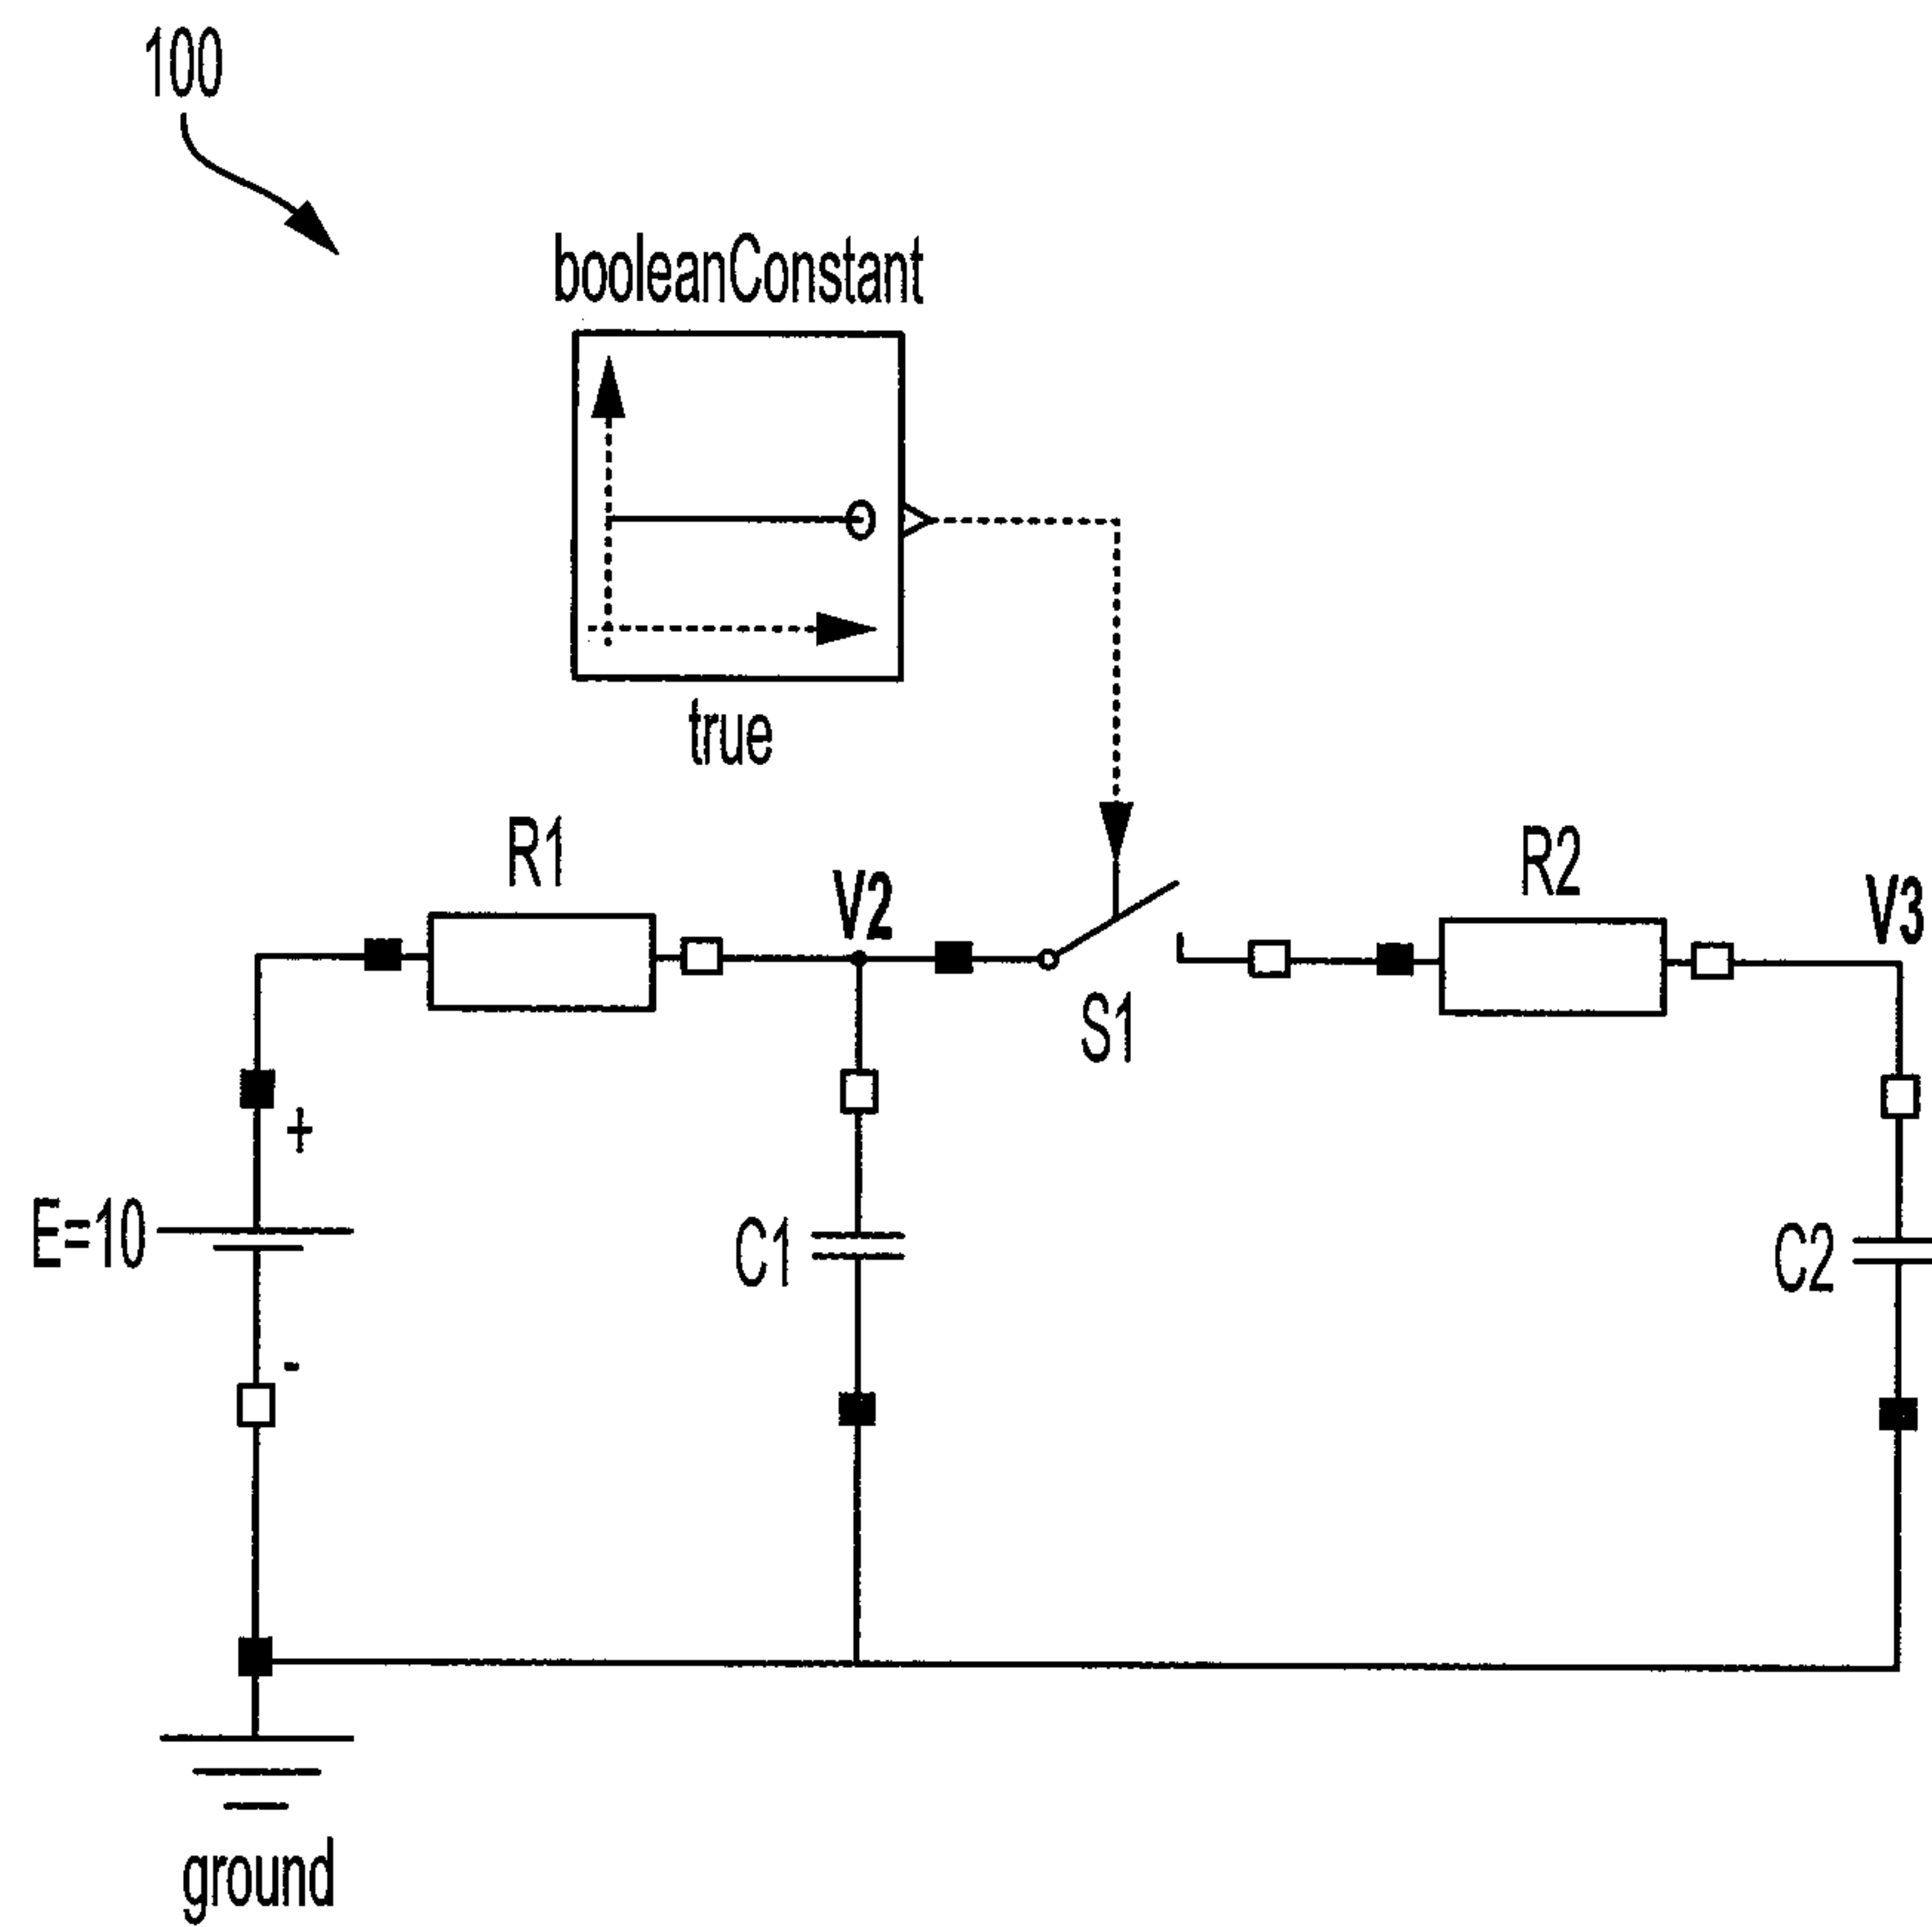 100
booleanConstant
true
R1
V2
S1
R2
V3
+
E=10
-
C1
C2
ground